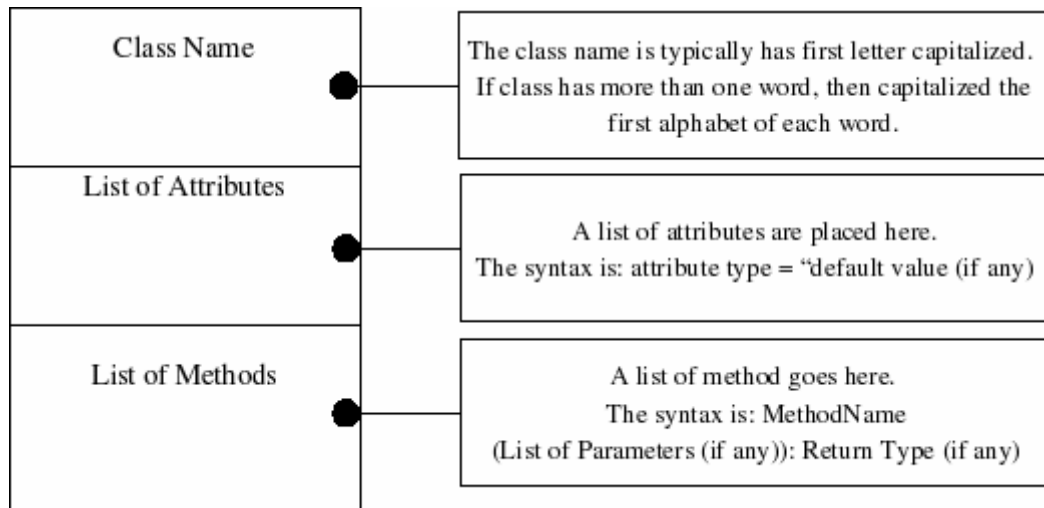 Class Name
The class name is typically has first letter capitalized.
If class has more than one word, then capitalized the
first alphabet of each word.
List of Attributes
A list of attributes are placed here.
The syntax is: attribute type = “default value (if any)
List of Methods
A list of method goes here.
The syntax is: MethodName
(List of Parameters (if any)): Return Type (if any)